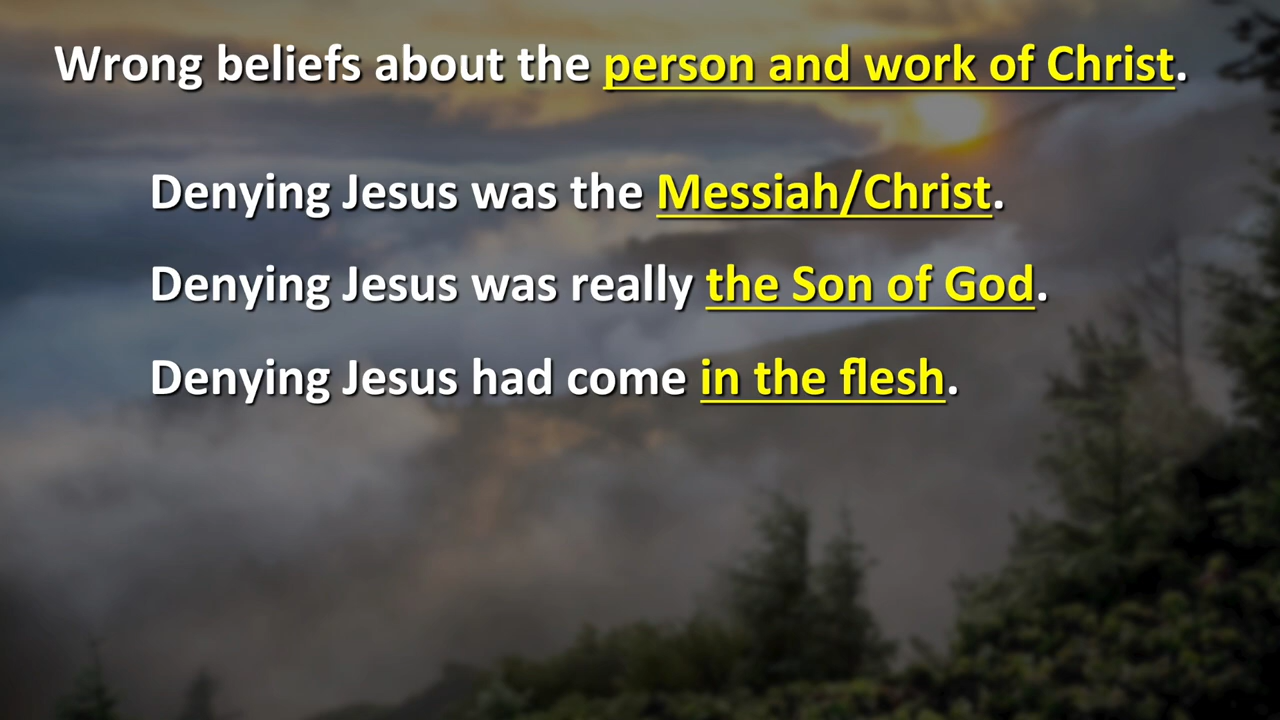 Wrong beliefs about the person and work of Christ.
Denying Jesus was the Messiah/Christ.
Denying Jesus was really the Son of God.
Denying Jesus had come in the flesh.